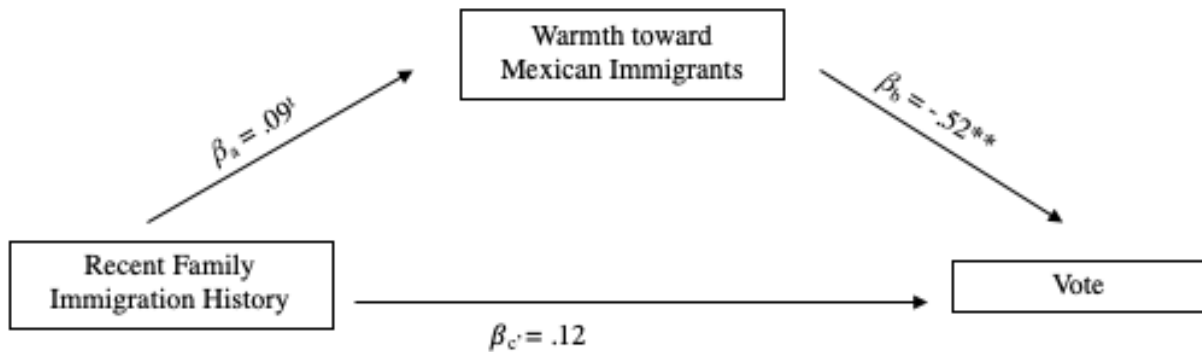 Warmth toward
Mexican Immigrants
βa = .09ᵗ
βb = -.52**
Recent Family
Immigration History
Vote
βc' = .12